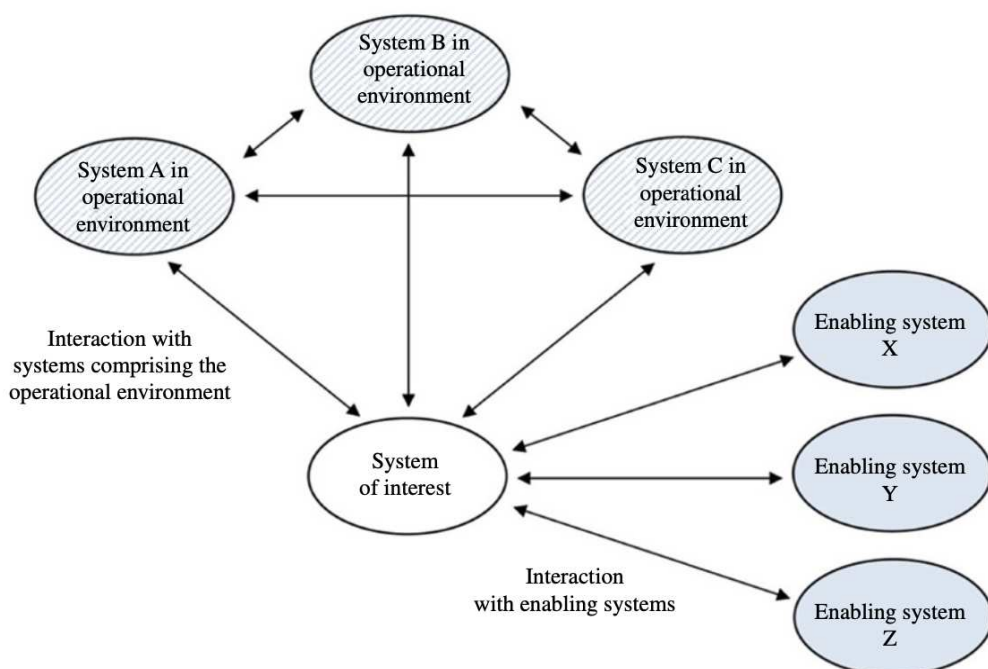 System B in
operational
environment
System A in
operational
environment
System C in
operational
environment
Interaction with
systems comprising the
operational environment
Enabling system
X
System
of interest
Enabling system
Y
Interaction
with enabling systems
Enabling system
Z